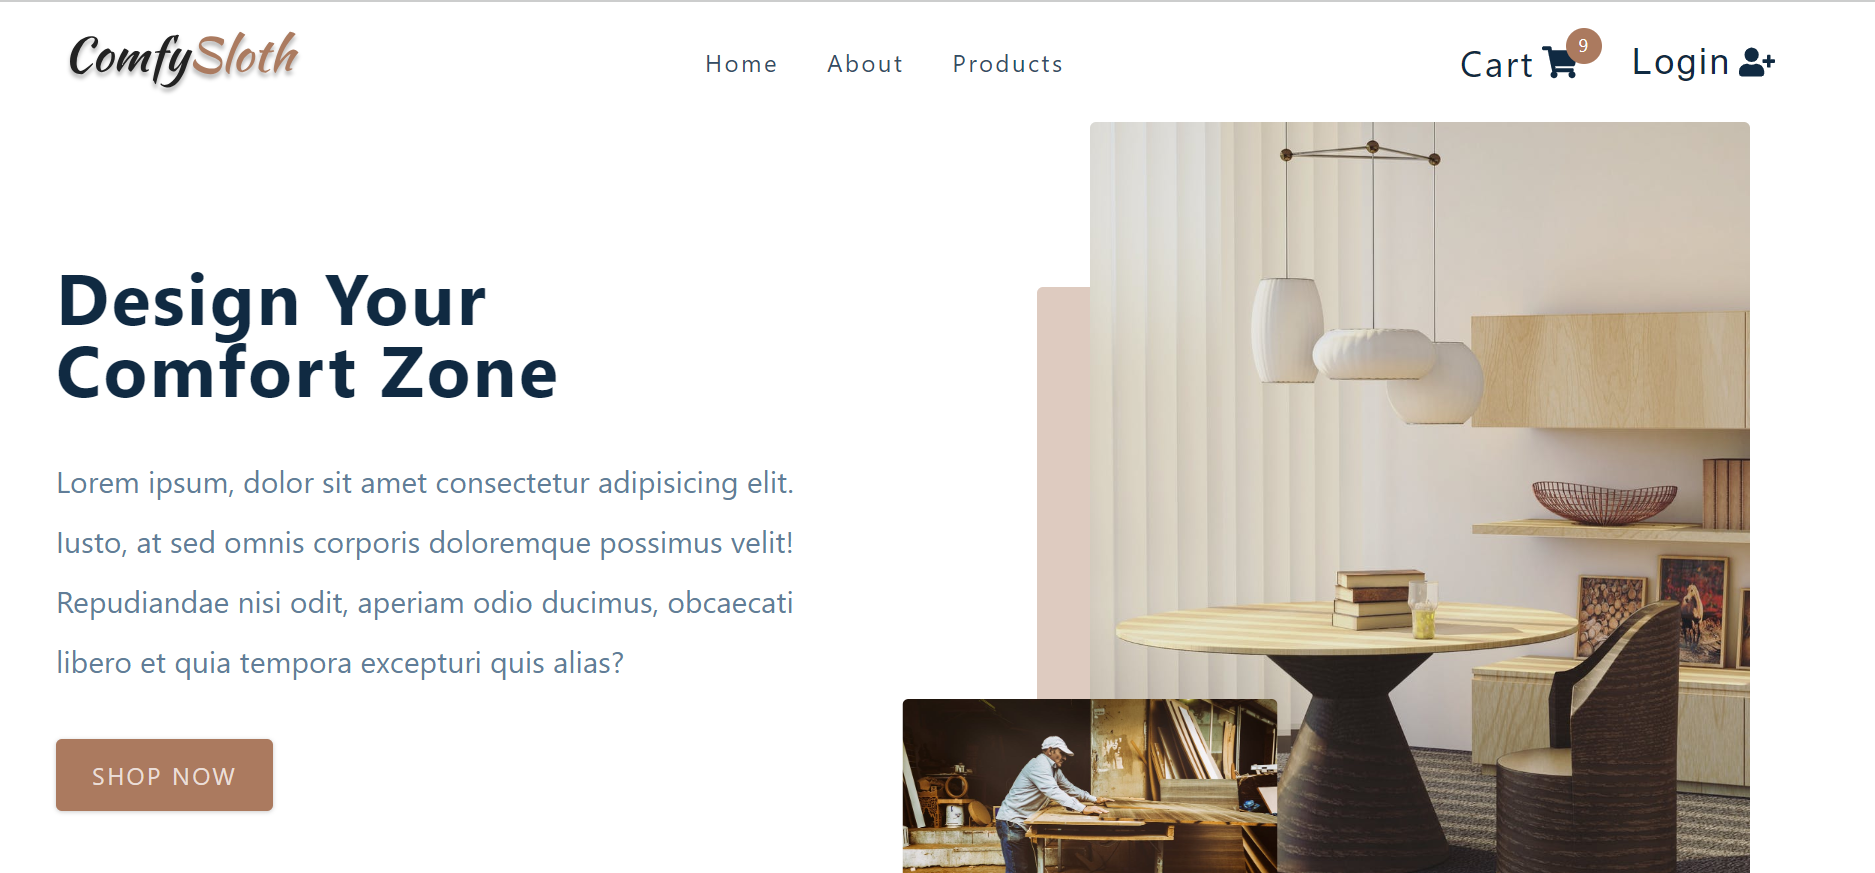 ComfySloth
Home About Products
Cart 9 Login
Design Your
Comfort Zone
Lorem ipsum, dolor sit amet consectetur adipisicing elit.
Iusto, at sed omnis corporis doloremque possimus velit!
Repudiandae nisi odit, aperiam odio ducimus, obcaecati
libero et quia tempora excepturi quis alias?
SHOP NOW